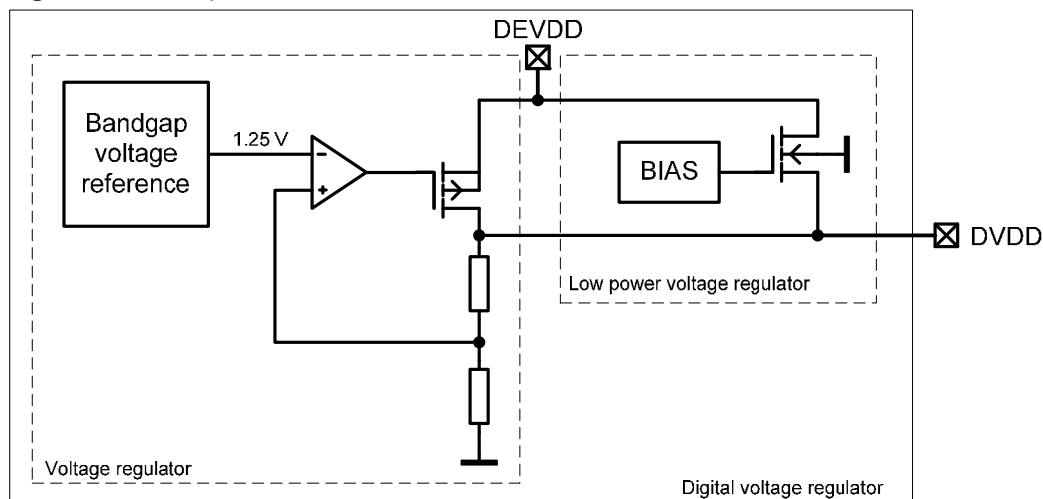 DEVDD
Bandgap
voltage
reference
1.25 V
−
+
BIAS
DVDD
Low power voltage regulator
Voltage regulator
Digital voltage regulator